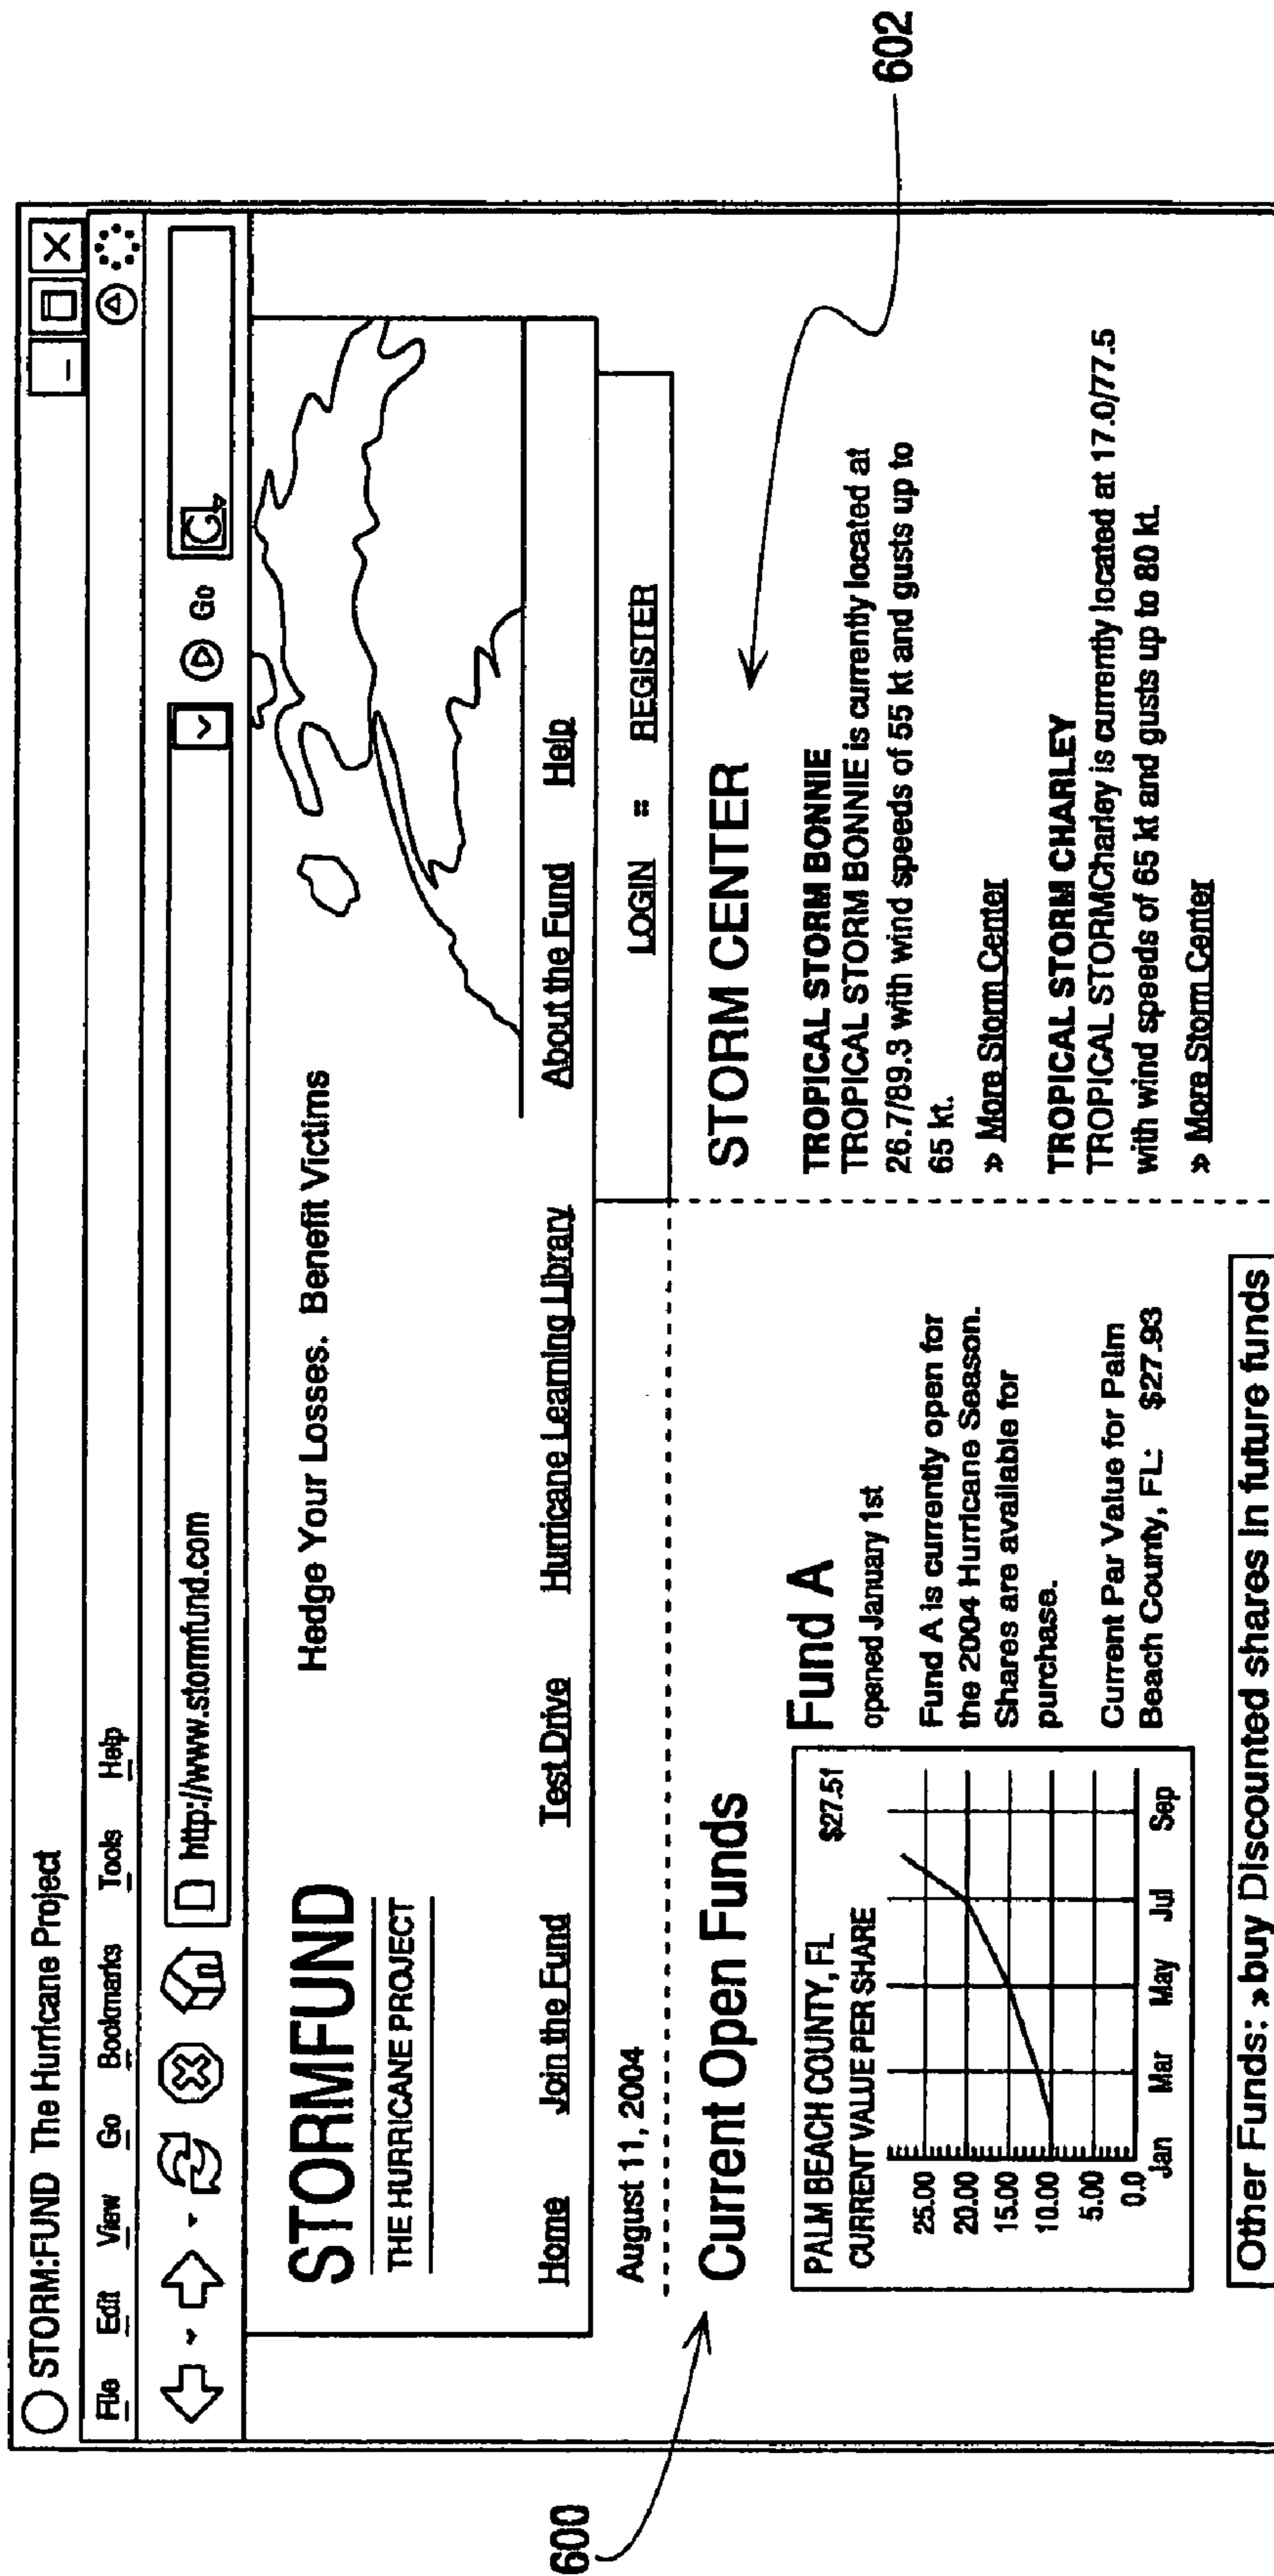 STORM:FUND The Hurricane Project
File Edit View Go Bookmarks Tools Help
http://www.stormfund.com Go G
STORMFUND
THE HURRICANE PROJECT
Hedge Your Losses. Benefit Victims
Home Join the Fund Test Drive Hurricane Learning Library About the Fund Help
August 11, 2004
LOGIN :: REGISTER
600
Current Open Funds
PALM BEACH COUNTY, FL
CURRENT VALUE PER SHARE $27.51
25.00
20.00
15.00
10.00
5.00
0.0
Jan Mar May Jul Sep
Fund A
opened January 1st
Fund A is currently open for
the 2004 Hurricane Season.
Shares are available for
purchase.
Current Par Value for Palm
Beach County, FL: $27.93
Other Funds: » buy Discounted shares in future funds
602
STORM CENTER
TROPICAL STORM BONNIE
TROPICAL STORM BONNIE is currently located at
26.7/89.3 with wind speeds of 55 kt and gusts up to
65 kt.
» More Storm Center
TROPICAL STORM CHARLEY
TROPICAL STORMCharley is currently located at 17.0/77.5
with wind speeds of 65 kt and gusts up to 80 kt.
» More Storm Center